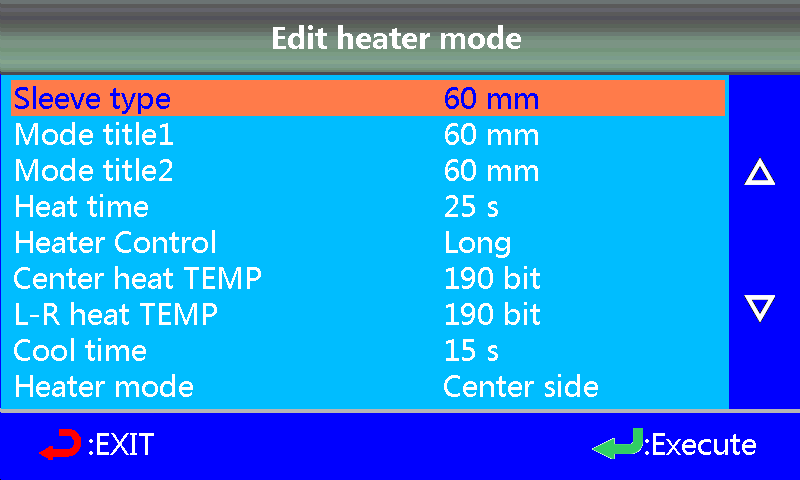 Edit heater mode
Sleeve type 60 mm
Mode title1 60 mm
Mode title2 60 mm
Heat time 25 s
Heater Control Long
Center heat TEMP 190 bit
L-R heat TEMP 190 bit
Cool time 15 s
Heater mode Center side
:EXIT :Execute